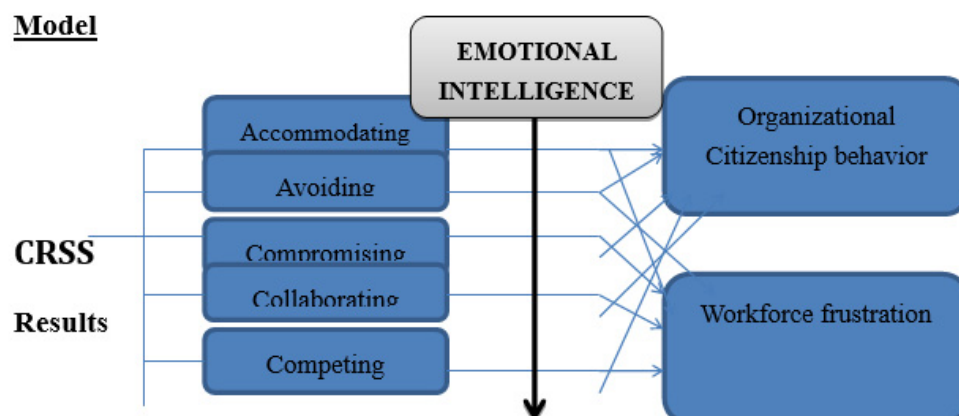 Model
EMOTIONAL
INTELLIGENCE
Accommodating
Avoiding
Compromising
Collaborating
Competing
CRSS
Results
Organizational
Citizenship behavior
Workforce frustration